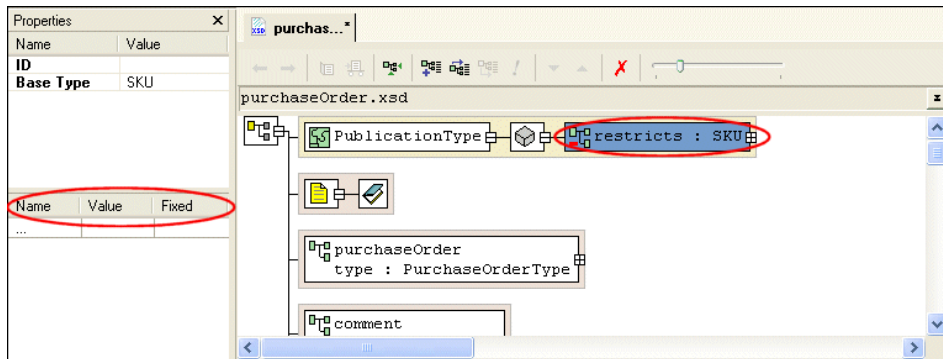 Properties
Name Value
ID
Base Type SKU
Name Value Fixed
...
purchas...*
purchaseOrder.xsd
PublicationType
restricts : SKU
purchaseOrder
type : PurchaseOrderType
comment